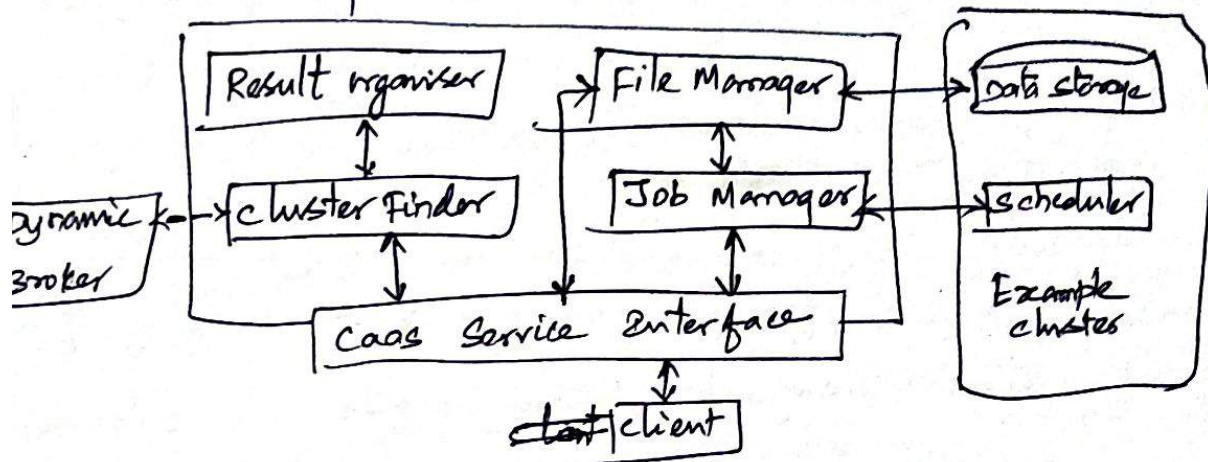 Result organiser
File Manager
Data storage
Dynamic
Broker
Cluster Finder
Job Manager
Scheduler
Example
cluster
Caas Service Interface
client